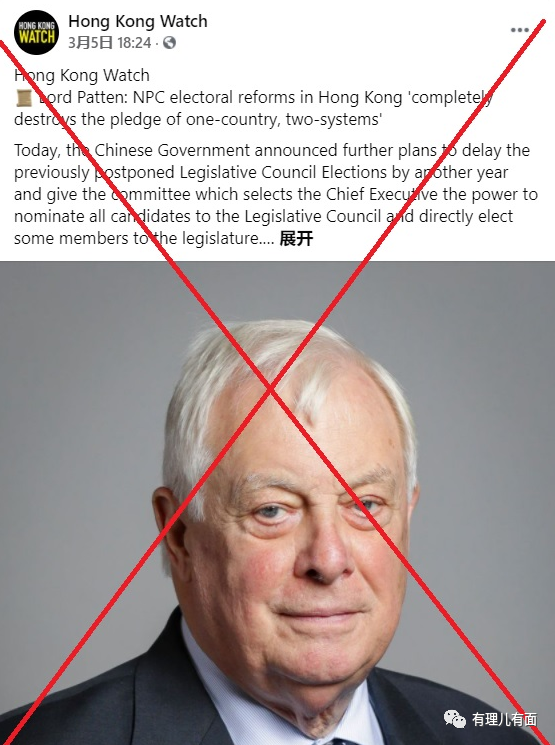 HONG KONG
WATCH
Hong Kong Watch
3月5日 18:24 ·
Hong Kong Watch
Lord Patten: NPC electoral reforms in Hong Kong 'completely
destroys the pledge of one-country, two-systems'
Today, the Chinese Government announced further plans to delay the
previously postponed Legislative Council Elections by another year
and give the committee which selects the Chief Executive the power to
nominate all candidates to the Legislative Council and directly elect
some members to the legislature.... 展开
有理儿有面